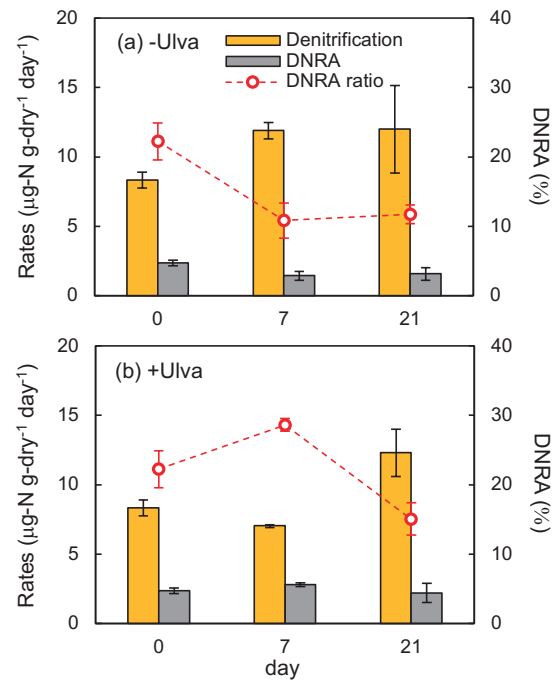 (a) -Ulva
Denitrification
DNRA
DNRA ratio
Rates (µg-N g-dry⁻¹ day⁻¹)
20
15
10
5
0
DNRA (%)
40
30
20
10
0
0 7 21
(b) +Ulva
Rates (µg-N g-dry⁻¹ day⁻¹)
20
15
10
5
0
DNRA (%)
40
30
20
10
0
0 7 21
day